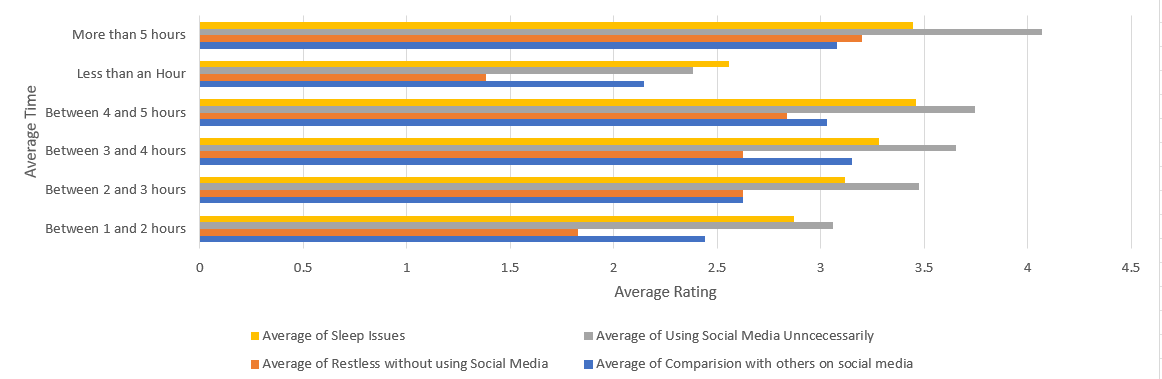 More than 5 hours
Less than an Hour
Between 4 and 5 hours
Between 3 and 4 hours
Between 2 and 3 hours
Between 1 and 2 hours
Average Time
0 0.5 1 1.5 2 2.5 3 3.5 4 4.5
Average Rating
Average of Sleep Issues Average of Using Social Media Unncecessarily
Average of Restless without using Social Media Average of Comparision with others on social media